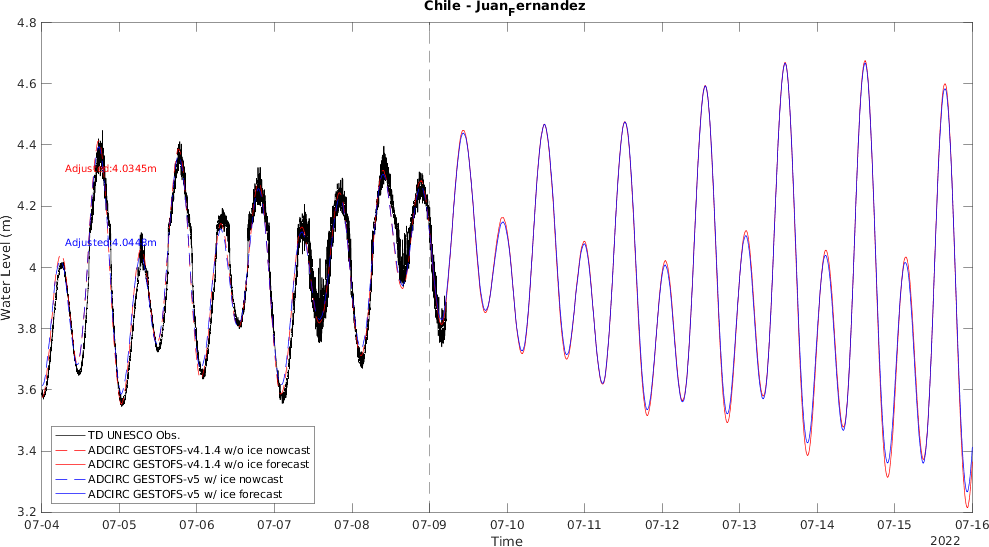 Chile - JuanFernandez
4.8
4.6
4.4
4.2
4
3.8
3.6
3.4
3.2
Water Level (m)
Adjusted:4.0345m
Adjusted:4.0448m
TD UNESCO Obs.
ADCIRC GESTOFS-v4.1.4 w/o ice nowcast
ADCIRC GESTOFS-v4.1.4 w/o ice forecast
ADCIRC GESTOFS-v5 w/ ice nowcast
ADCIRC GESTOFS-v5 w/ ice forecast
07-04 07-05 07-06 07-07 07-08 07-09 07-10 07-11 07-12 07-13 07-14 07-15 07-16
Time
2022